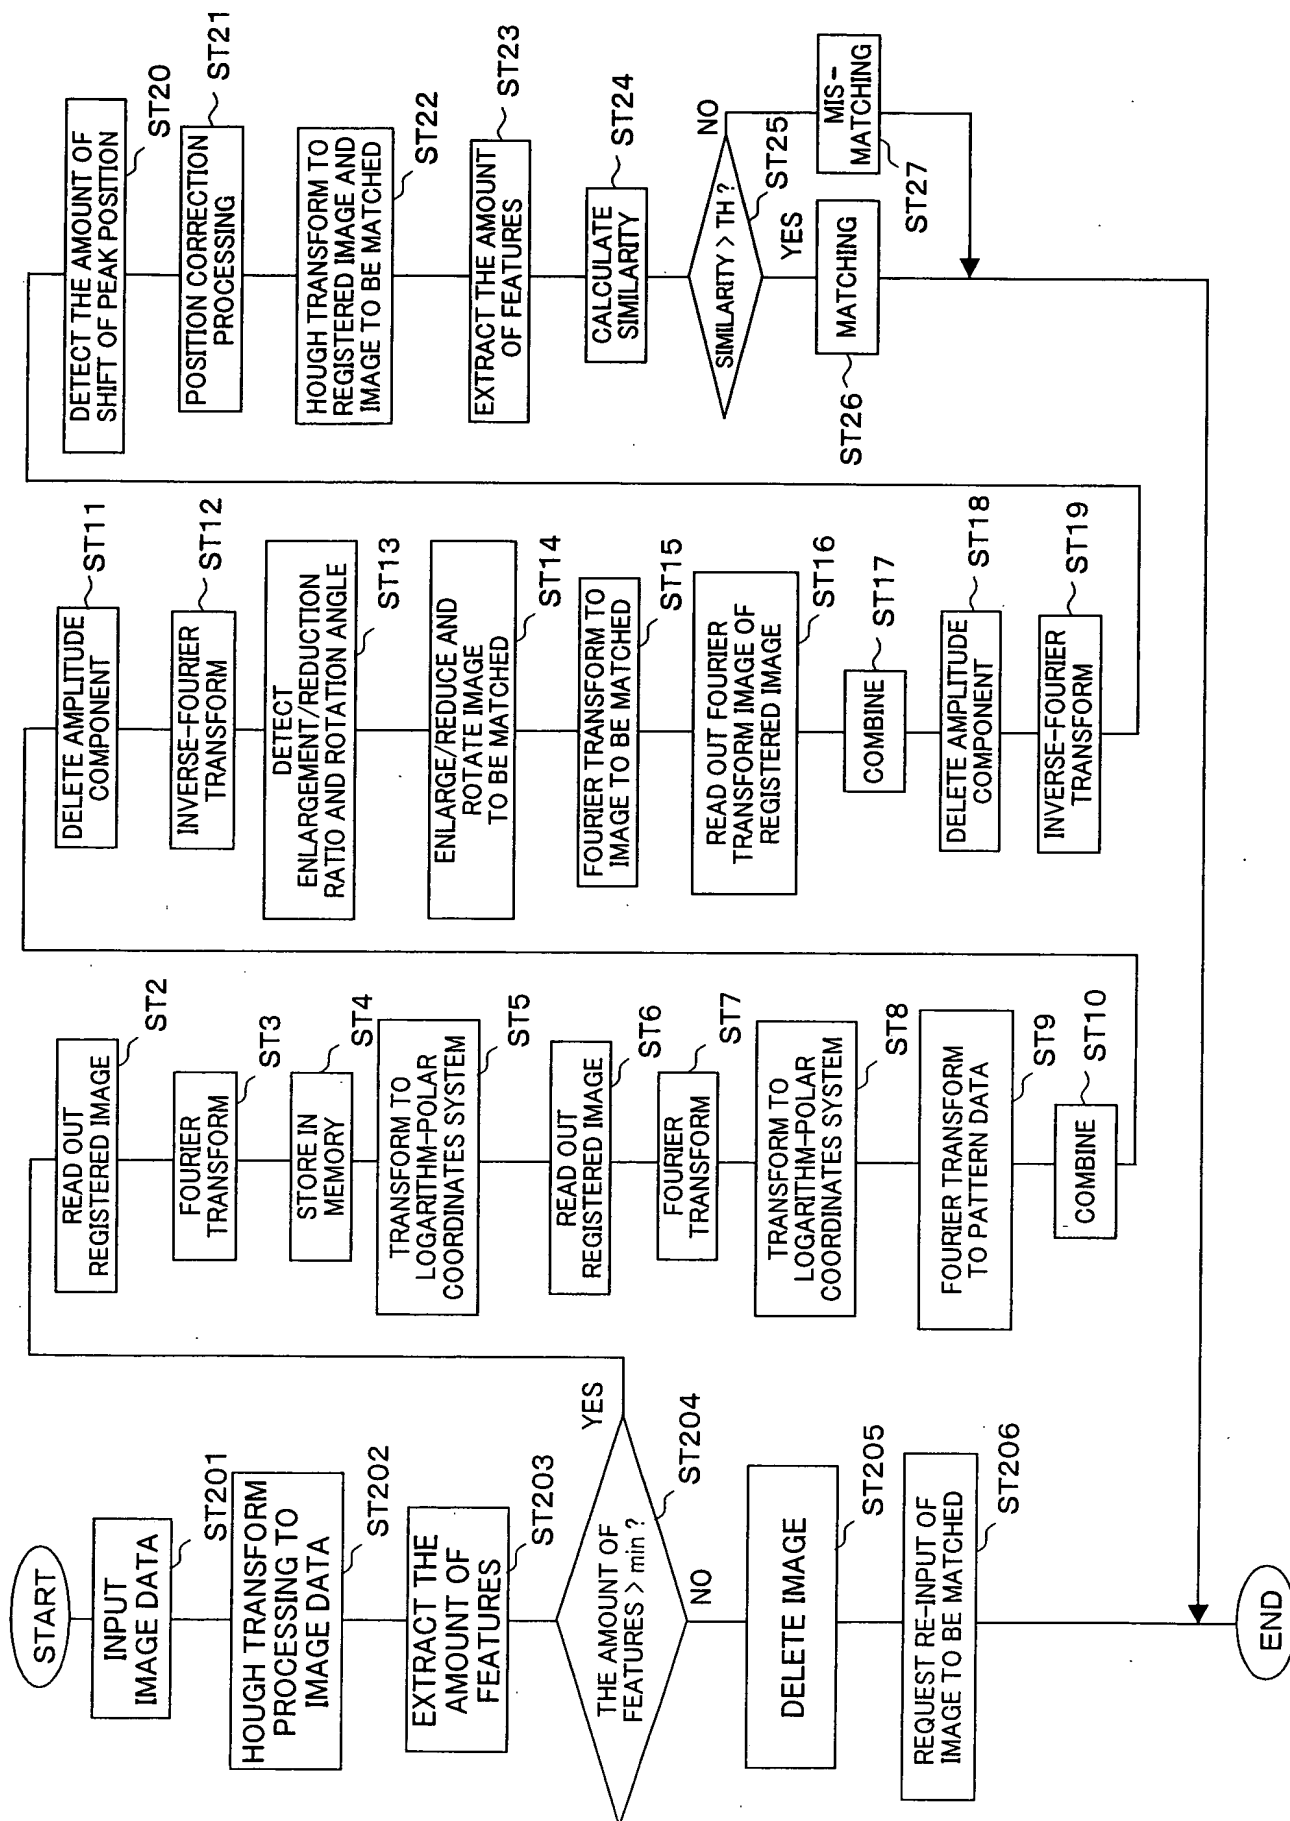 START
INPUT
IMAGE DATA
ST201
HOUGH TRANSFORM
PROCESSING TO
IMAGE DATA
ST202
EXTRACT THE
AMOUNT OF
FEATURES
ST203
THE AMOUNT OF
FEATURES > min ?
ST204
YES
NO
DELETE IMAGE
ST205
REQUEST RE-INPUT OF
IMAGE TO BE MATCHED
ST206
END
READ OUT
REGISTERED IMAGE
ST2
FOURIER
TRANSFORM
ST3
STORE IN
MEMORY
ST4
TRANSFORM TO
LOGARITHM-POLAR
COORDINATES SYSTEM
ST5
READ OUT
REGISTERED IMAGE
ST6
FOURIER
TRANSFORM
ST7
TRANSFORM TO
LOGARITHM-POLAR
COORDINATES SYSTEM
ST8
FOURIER TRANSFORM
TO PATTERN DATA
ST9
COMBINE
ST10
DELETE AMPLITUDE
COMPONENT
ST11
INVERSE-FOURIER
TRANSFORM
ST12
DETECT
ENLARGEMENT/REDUCTION
RATIO AND ROTATION ANGLE
ST13
ENLARGE/REDUCE AND
ROTATE IMAGE
TO BE MATCHED
ST14
FOURIER TRANSFORM TO
IMAGE TO BE MATCHED
ST15
READ OUT FOURIER
TRANSFORM IMAGE OF
REGISTERED IMAGE
ST16
COMBINE
ST17
DELETE AMPLITUDE
COMPONENT
ST18
INVERSE-FOURIER
TRANSFORM
ST19
DETECT THE AMOUNT OF
SHIFT OF PEAK POSITION
ST20
POSITION CORRECTION
PROCESSING
ST21
HOUGH TRANSFORM TO
REGISTERED IMAGE AND
IMAGE TO BE MATCHED
ST22
EXTRACT THE AMOUNT
OF FEATURES
ST23
CALCULATE
SIMILARITY
ST24
SIMILARITY > TH ?
ST25
NO
YES
MATCHING
ST26
MIS-
MATCHING
ST27